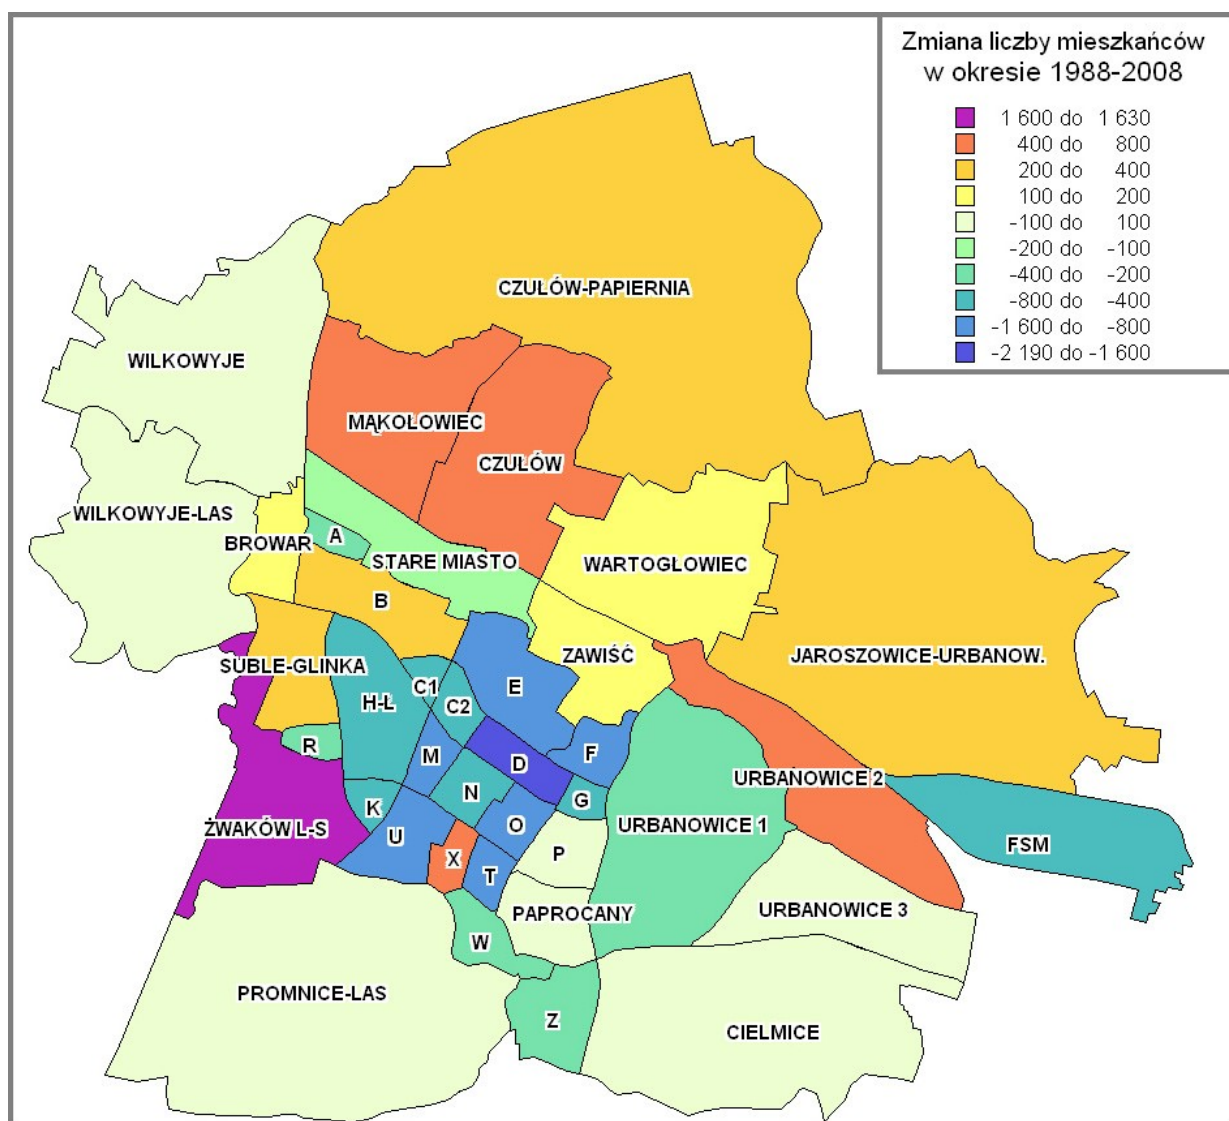 Zmiana liczby mieszkańców
w okresie 1988-2008
1 600 do 1 630
400 do 800
200 do 400
100 do 200
-100 do 100
-200 do -100
-400 do -200
-800 do -400
-1 600 do -800
-2 190 do -1 600
CZUŁÓW-PAPIERNIA
WILKOWYJE
MĄKOŁOWIEC
CZUŁÓW
WILKOWYJE-LAS
BROWAR
A
STARE MIASTO
WARTOGŁOWIEC
B
ZAWIŚĆ
JAROSZOWICE-URBANOW.
SUBLE-GLINKA
C1
E
H-Ł
C2
R
M
D
F
URBANOWICE 2
K
N
G
ŻWAKÓW L-S
U
O
URBANOWICE 1
FSM
X
P
T
PAPROCANY
URBANOWICE 3
W
PROMNICE-LAS
Z
CIELMICE